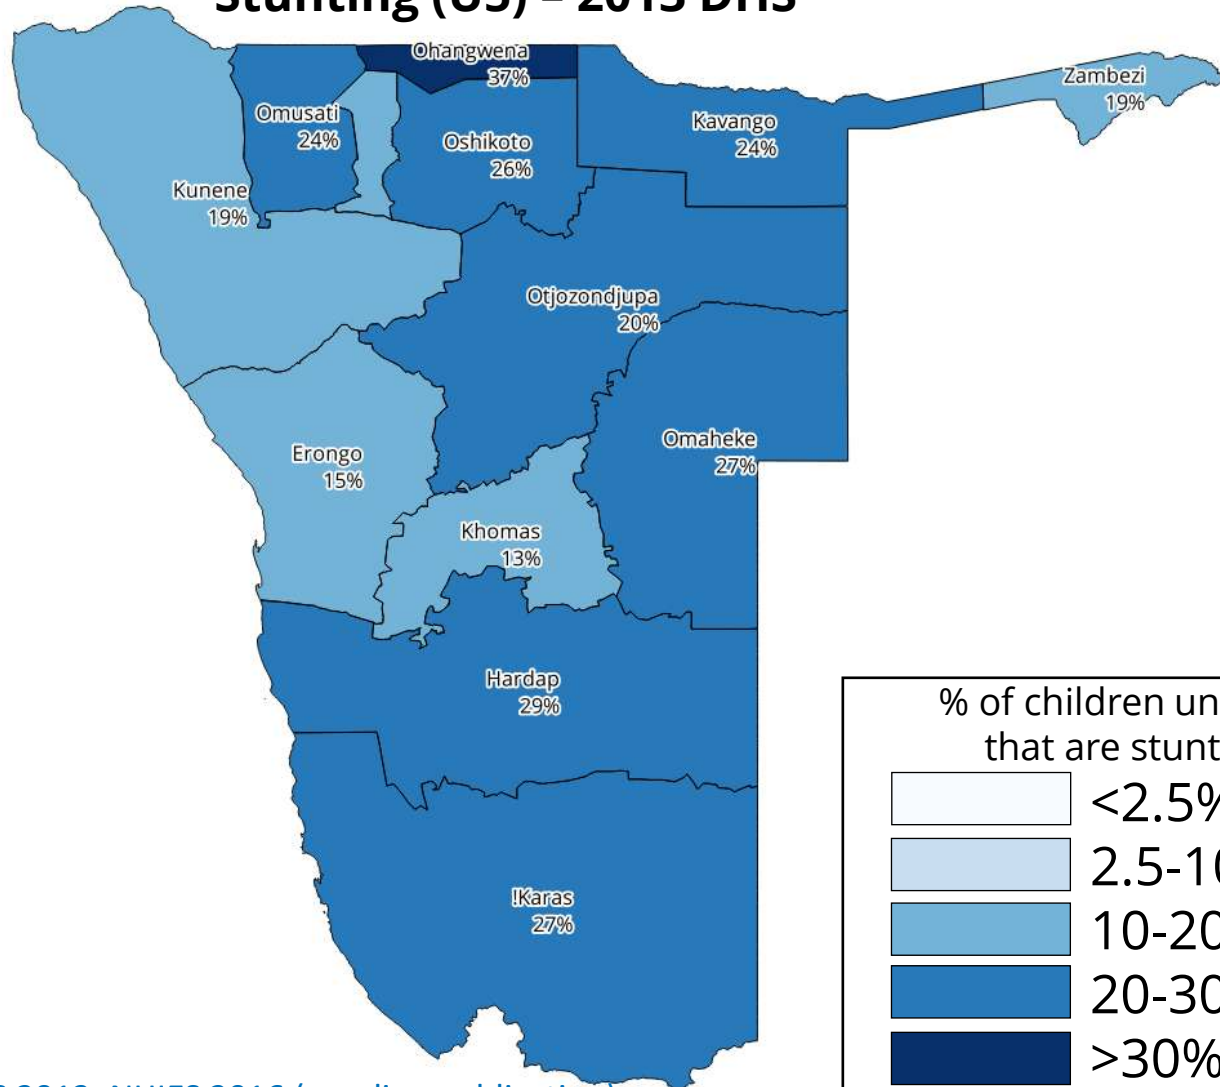 Stunting (U5) – 2013 DHS
Ohangwena
37%
Zambezi
19%
Omusati
24%
Kavango
24%
Oshikoto
26%
Kunene
19%
Otjozondjupa
20%
Omaheke
27%
Erongo
15%
Khomas
13%
Hardap
29%
% of children un
that are stunt
<2.5%
2.5-10
10-20
20-30
>30%
!Karas
27%